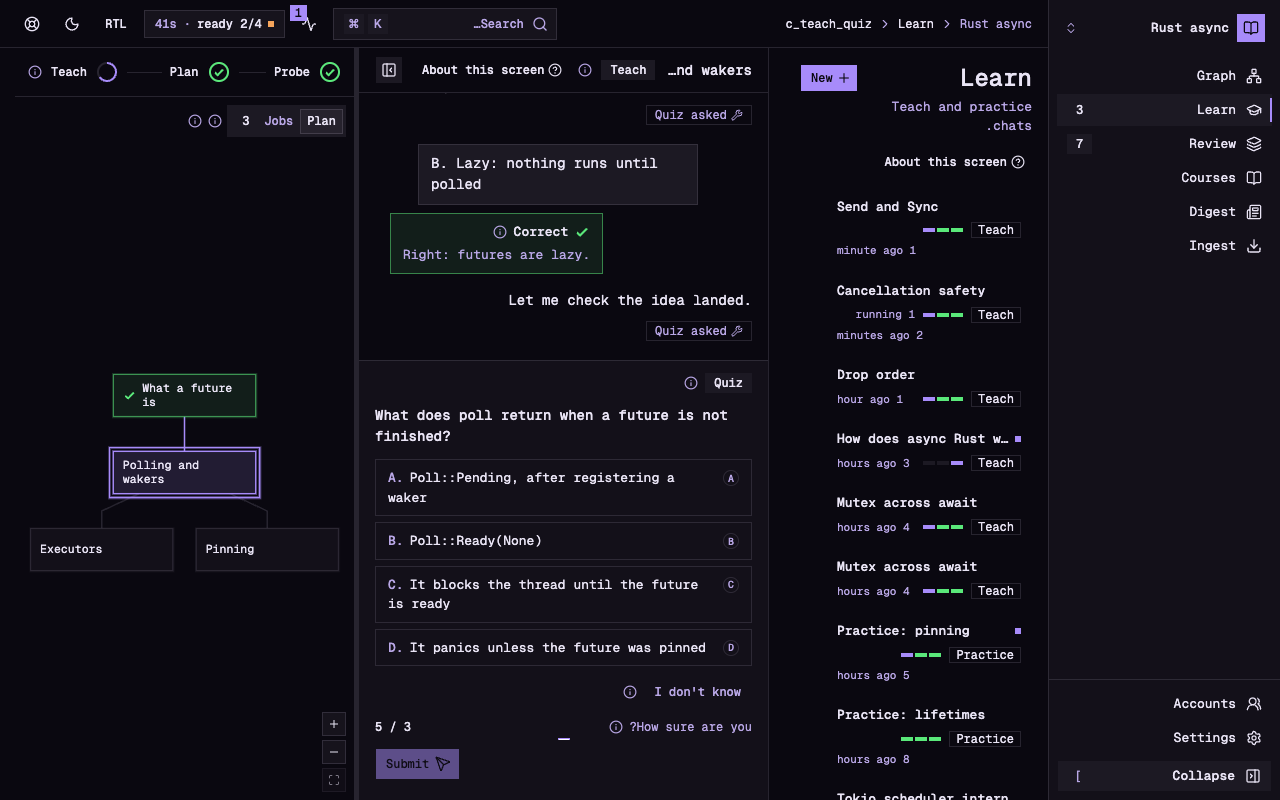 RTL
41s · ready 2/4
1
⌘ K
…Search
c_teach_quiz
Learn
Rust async
Rust async
Graph
Learn
3
Review
7
Courses
Digest
Ingest
Accounts
Settings
Collapse
[
Learn
New
Teach and practice
.chats
About this screen
Send and Sync
Teach
minute ago 1
Cancellation safety
Teach
running 1
minutes ago 2
Drop order
Teach
hour ago 1
How does async Rust w…
Teach
hours ago 3
Mutex across await
Teach
hours ago 4
Mutex across await
Teach
hours ago 4
Practice: pinning
Practice
hours ago 5
Practice: lifetimes
Practice
hours ago 8
Tokio scheduler intern
…nd wakers
Teach
About this screen
Quiz asked
B. Lazy: nothing runs until
polled
Correct
Right: futures are lazy.
Let me check the idea landed.
Quiz asked
Quiz
What does poll return when a future is not
finished?
A. Poll::Pending, after registering a
waker
A
B. Poll::Ready(None)
B
C. It blocks the thread until the future
is ready
C
D. It panics unless the future was pinned
D
I don't know
?How sure are you
5 / 3
Submit
Probe
Plan
Teach
Plan
Jobs
3
What a future
is
Polling and
wakers
Executors
Pinning